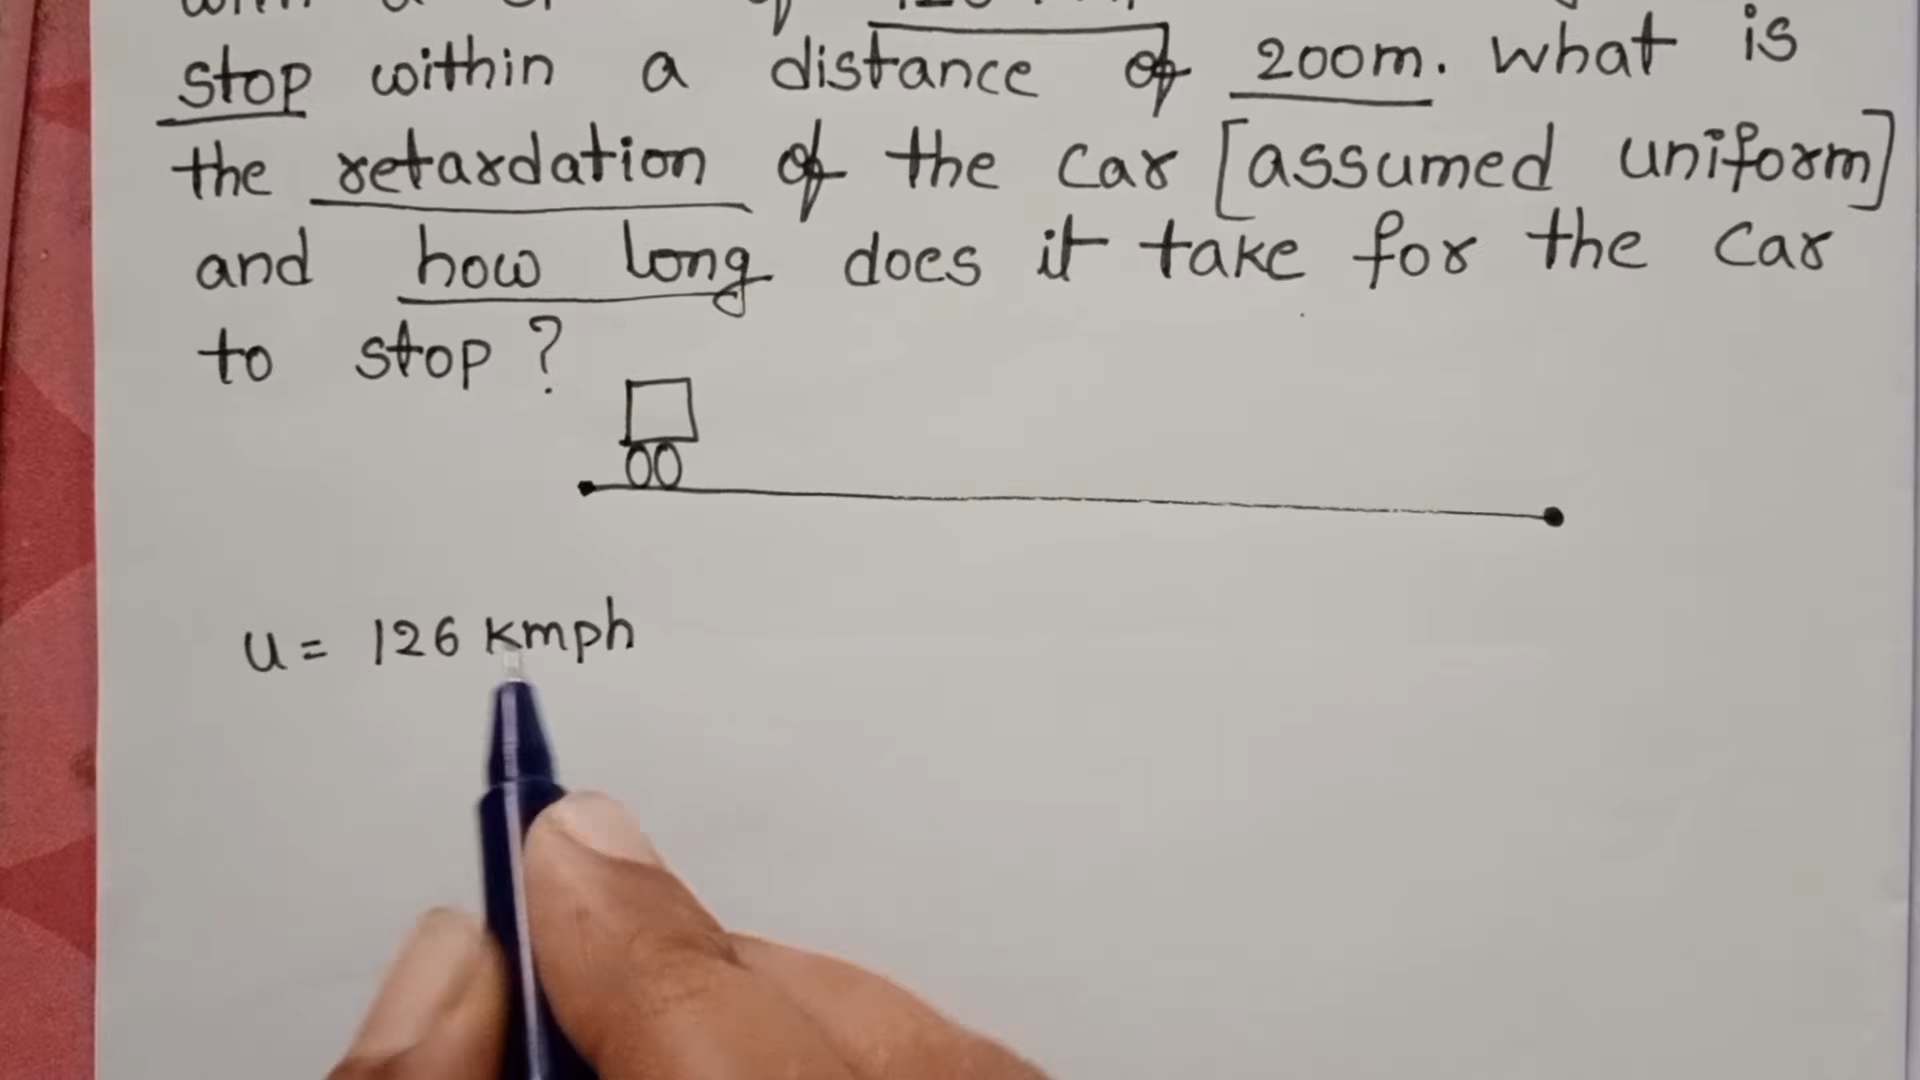 stop within a distance of 200m. what is
the retardation of the car [assumed uniform]
and how long does it take for the car
to stop?
u = 126 kmph